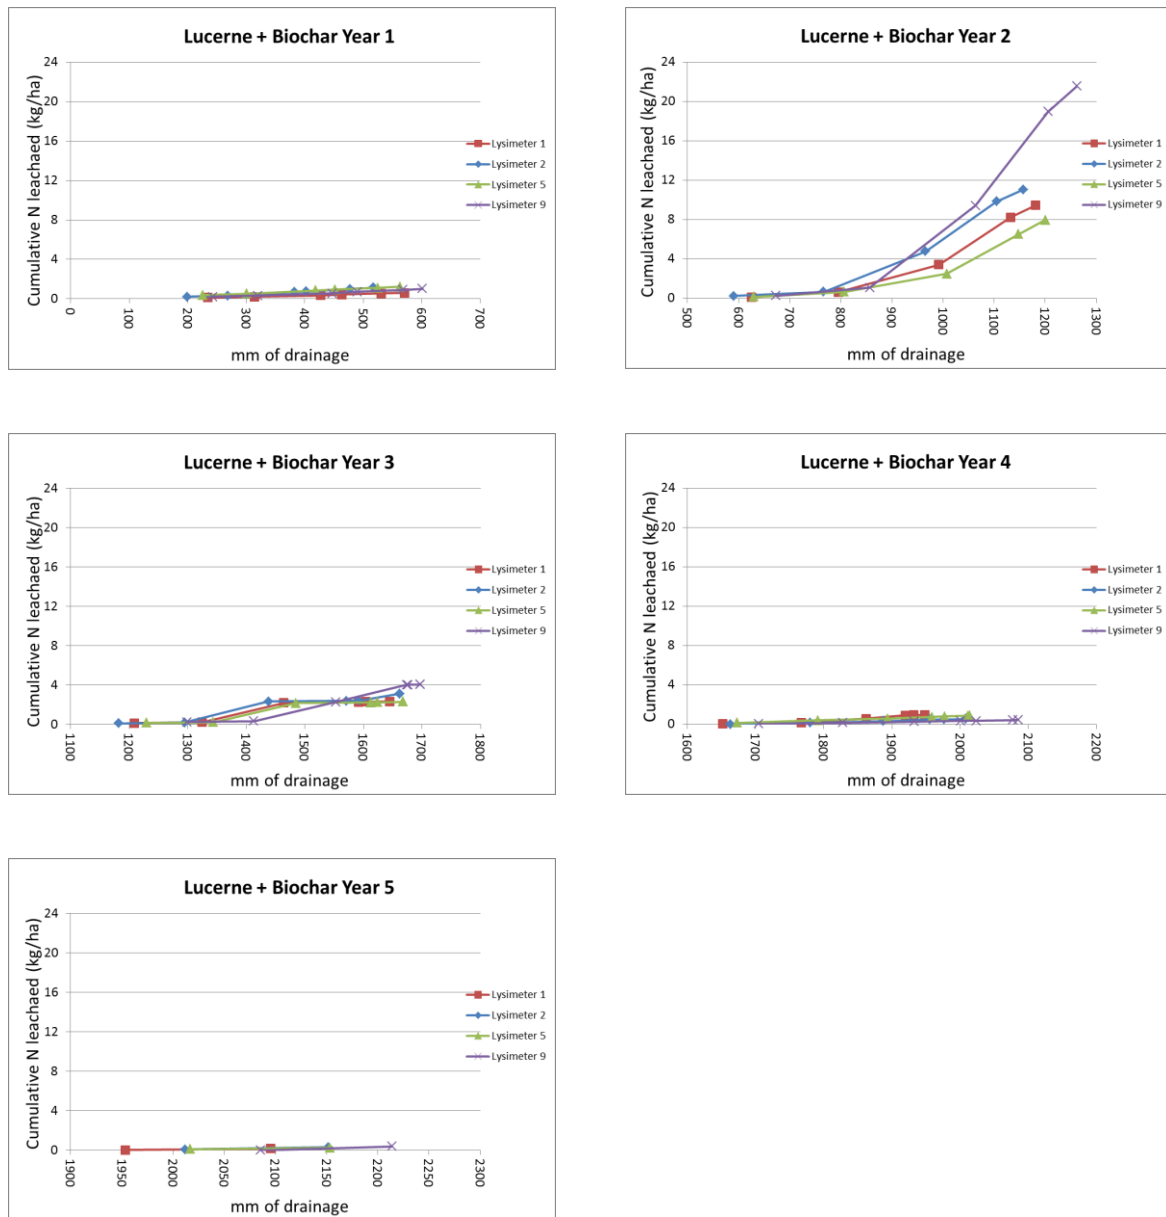 Lucerne + Biochar Year 1
Cumulative N leachaed (kg/ha)
24
20
16
12
8
4
0
0
100
200
300
400
500
600
700
mm of drainage
Lysimeter 1
Lysimeter 2
Lysimeter 5
Lysimeter 9
Lucerne + Biochar Year 2
Cumulative N leachaed (kg/ha)
24
20
16
12
8
4
0
500
600
700
800
900
1000
1100
1200
1300
mm of drainage
Lysimeter 1
Lysimeter 2
Lysimeter 5
Lysimeter 9
Lucerne + Biochar Year 3
Cumulative N leachaed (kg/ha)
24
20
16
12
8
4
0
1100
1200
1300
1400
1500
1600
1700
1800
mm of drainage
Lysimeter 1
Lysimeter 2
Lysimeter 5
Lysimeter 9
Lucerne + Biochar Year 4
Cumulative N leachaed (kg/ha)
24
20
16
12
8
4
0
1600
1700
1800
1900
2000
2100
2200
mm of drainage
Lysimeter 1
Lysimeter 2
Lysimeter 5
Lysimeter 9
Lucerne + Biochar Year 5
Cumulative N leachaed (kg/ha)
24
20
16
12
8
4
0
1900
1950
2000
2050
2100
2150
2200
2250
2300
mm of drainage
Lysimeter 1
Lysimeter 2
Lysimeter 5
Lysimeter 9